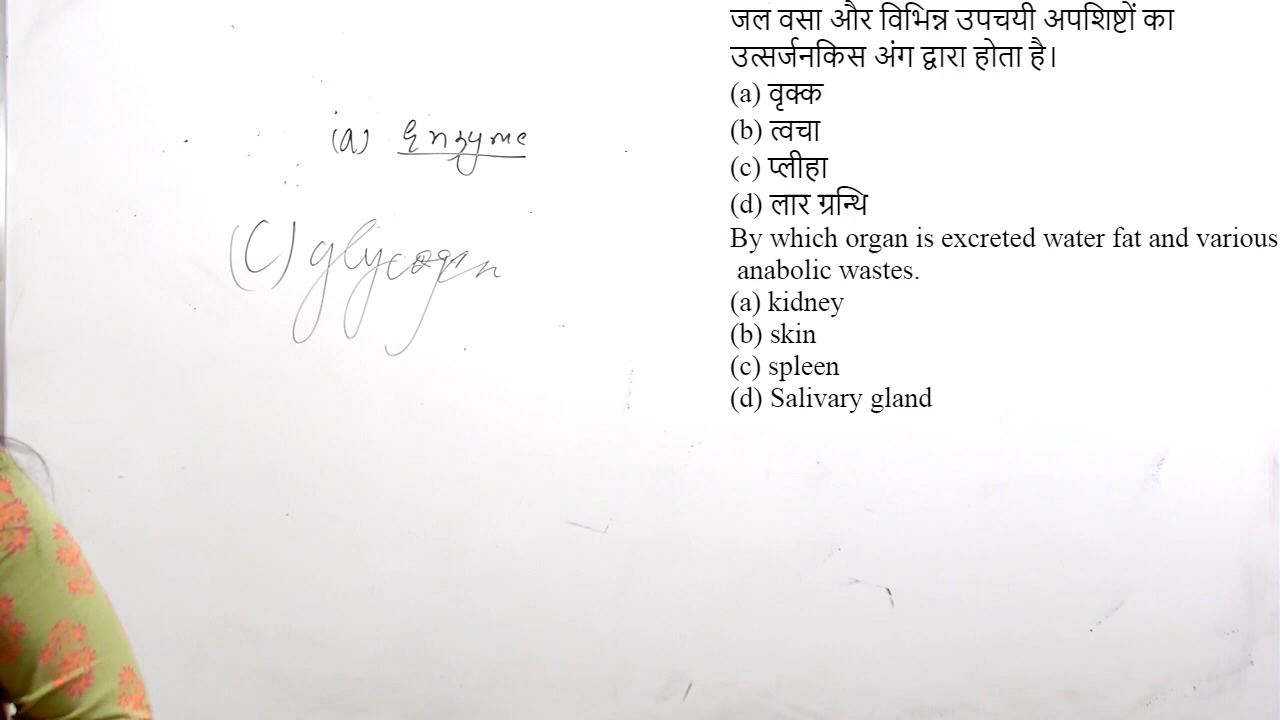 (a) Enzyme
(C) glycogen
जल वसा और विभिन्न उपचयी अपशिष्टों का
उत्सर्जनकिस अंग द्वारा होता है।
(a) वृक्क
(b) त्वचा
(c) प्लीहा
(d) लार ग्रन्थि
By which organ is excreted water fat and various
anabolic wastes.
(a) kidney
(b) skin
(c) spleen
(d) Salivary gland